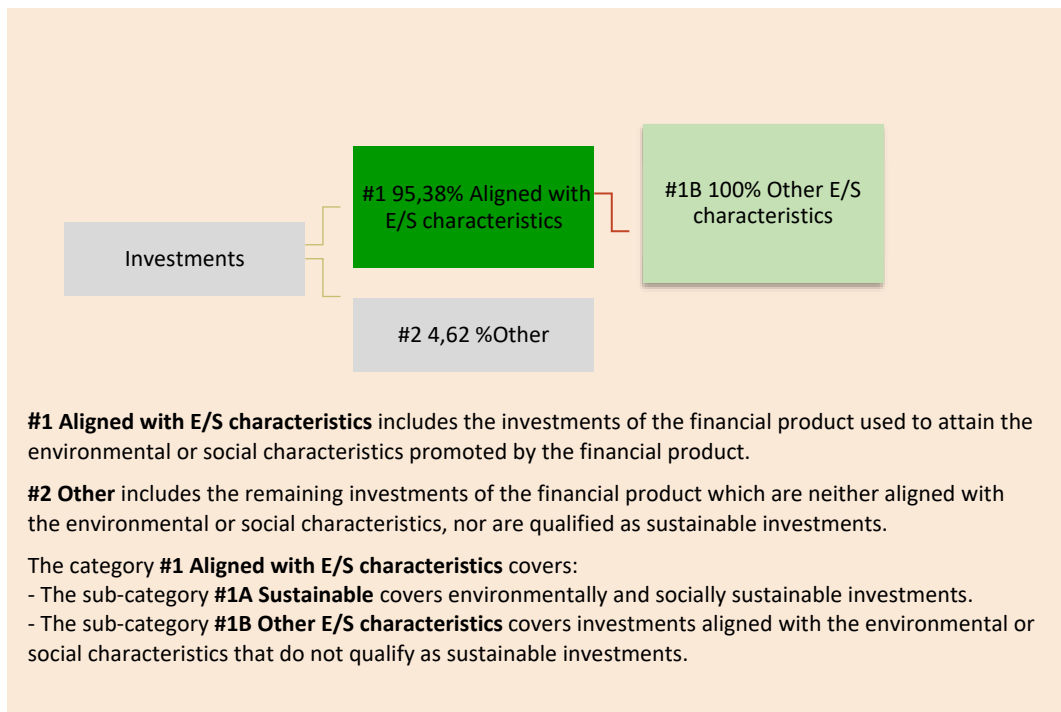 #1 95,38% Aligned with
E/S characteristics
#1B 100% Other E/S
characteristics
Investments
#2 4,62 %Other
#1 Aligned with E/S characteristics includes the investments of the financial product used to attain the
environmental or social characteristics promoted by the financial product.
#2 Other includes the remaining investments of the financial product which are neither aligned with
the environmental or social characteristics, nor are qualified as sustainable investments.
The category #1 Aligned with E/S characteristics covers:
- The sub-category #1A Sustainable covers environmentally and socially sustainable investments.
- The sub-category #1B Other E/S characteristics covers investments aligned with the environmental or
social characteristics that do not qualify as sustainable investments.